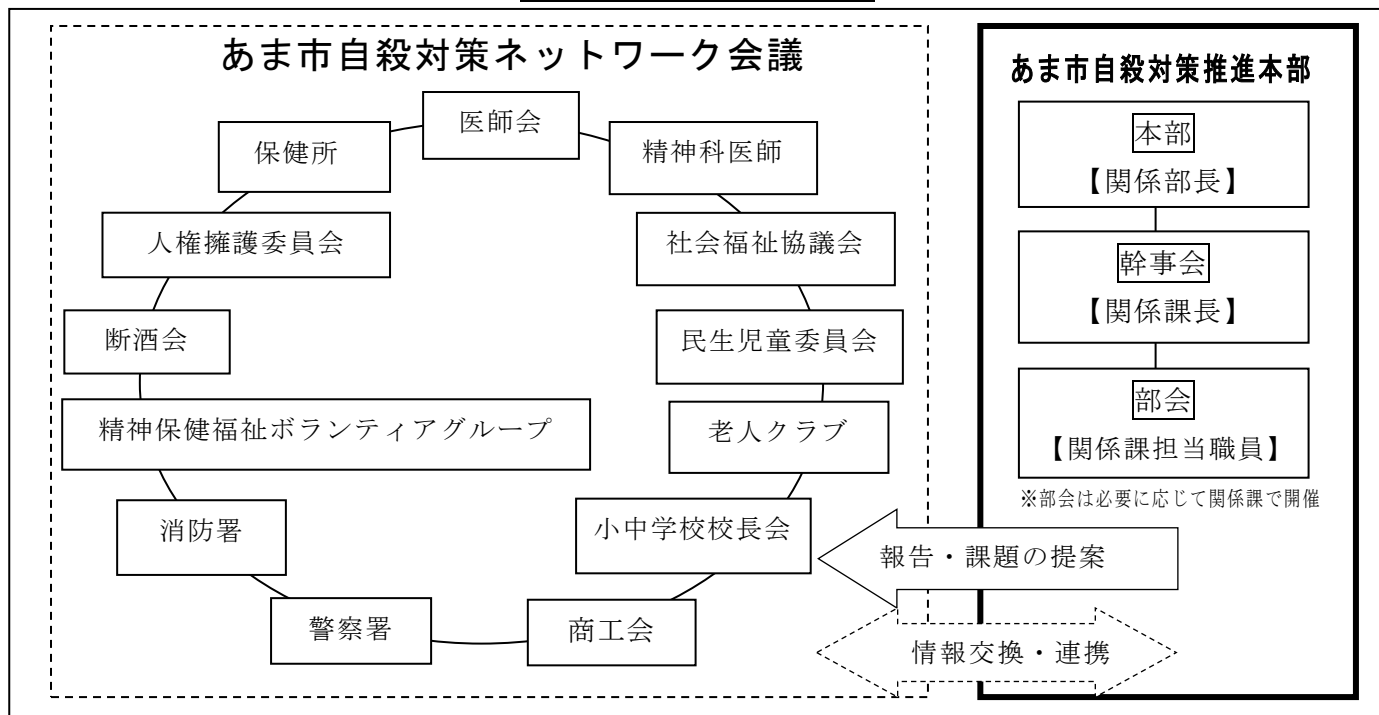 あま市自殺対策ネットワーク会議
医師会
保健所
精神科医師
人権擁護委員会
社会福祉協議会
断酒会
民生児童委員会
精神保健福祉ボランティアグループ
老人クラブ
消防署
小中学校校長会
警察署
商工会
あま市自殺対策推進本部
本部
【関係部長】
幹事会
【関係課長】
部会
【関係課担当職員】
※部会は必要に応じて関係課で開催
報告・課題の提案
情報交換・連携